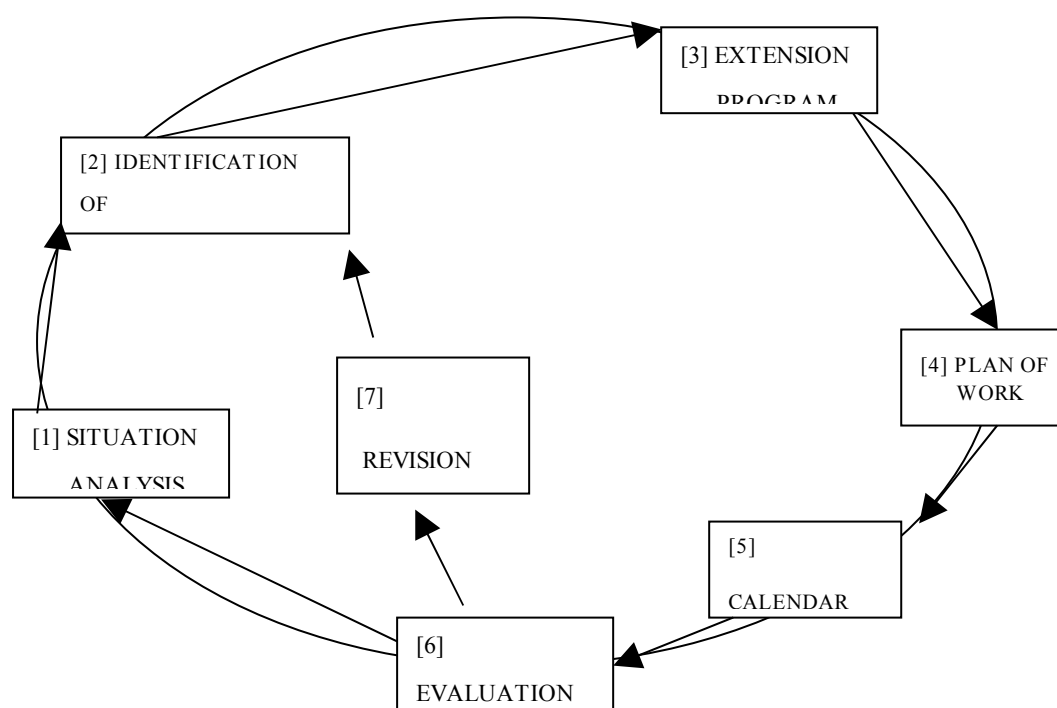 [3] EXTENSION
PROGRAM
[2] IDENTIFICATION
OF
[4] PLAN OF
WORK
[7]
REVISION
[1] SITUATION
ANALYSIS
[5]
CALENDAR
[6]
EVALUATION